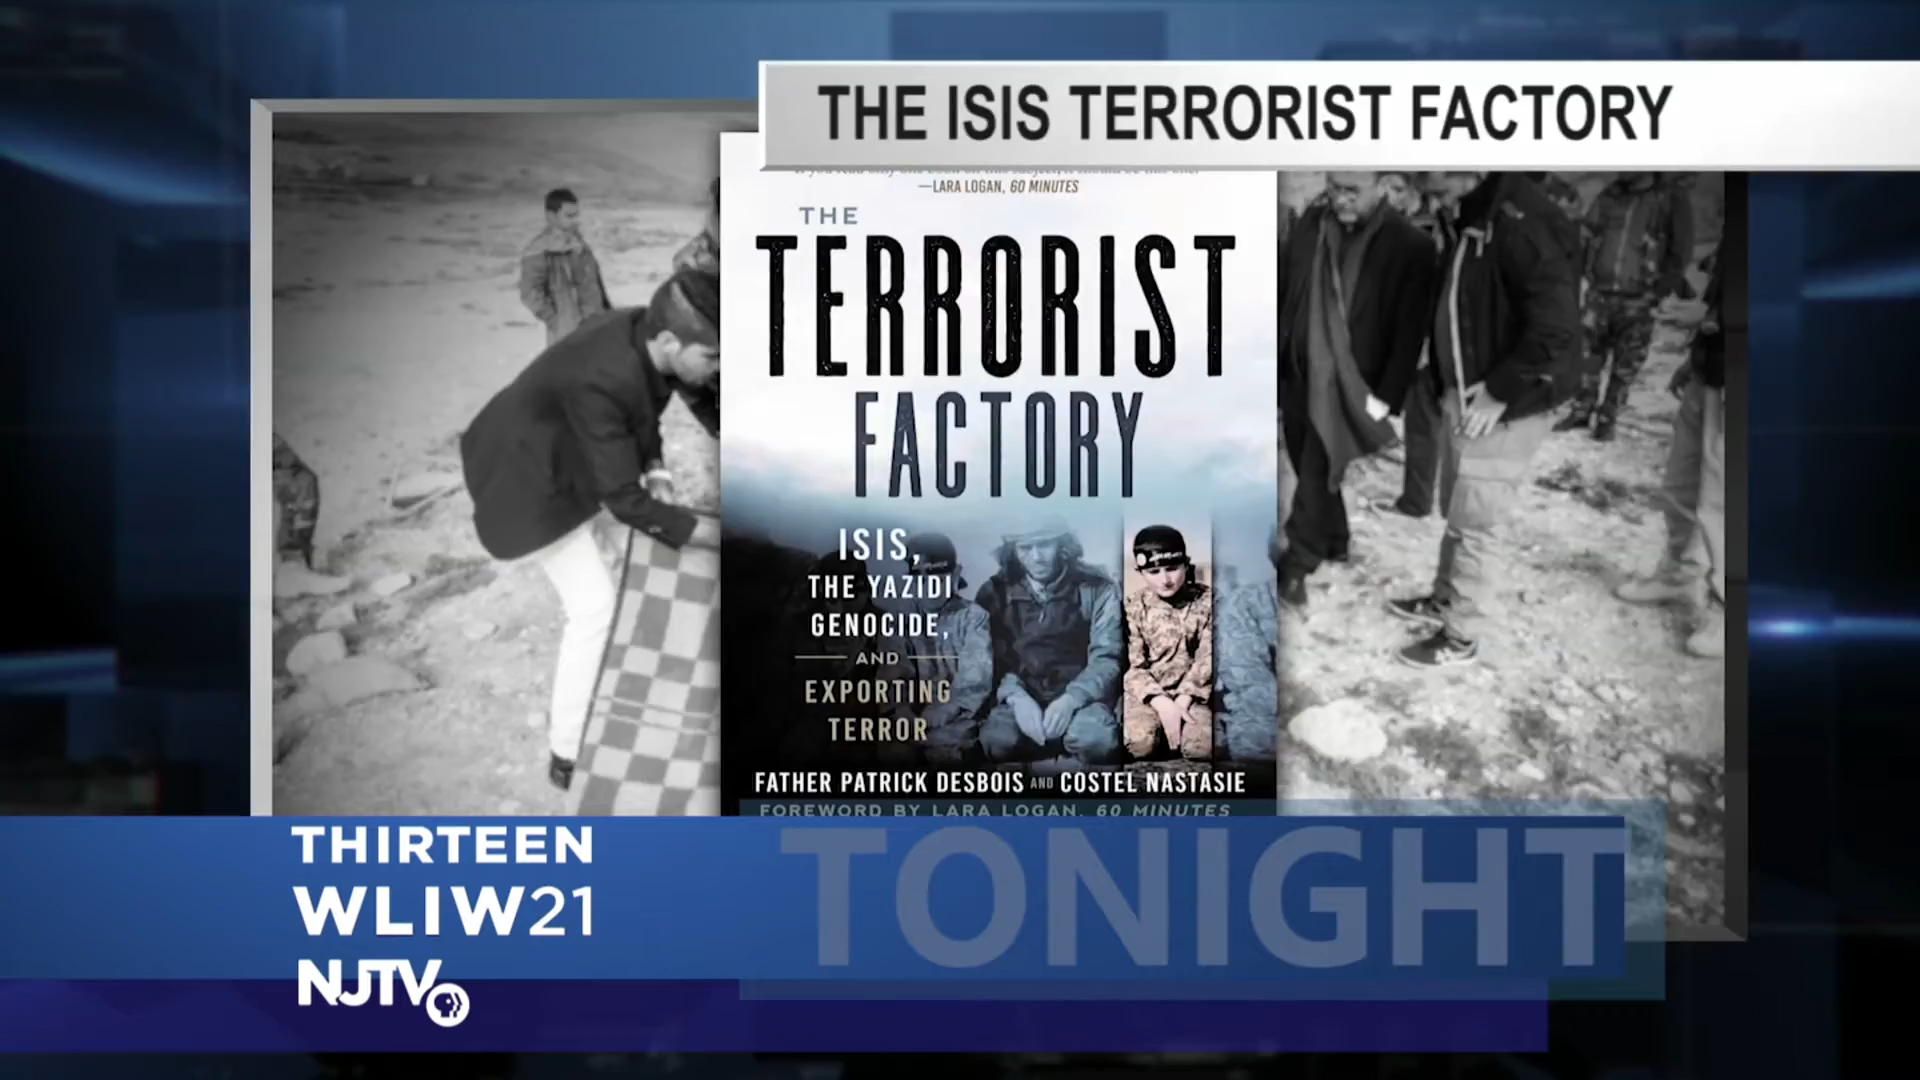 THE ISIS TERRORIST FACTORY
—LARA LOGAN, 60 MINUTES
THE
TERRORIST
FACTORY
ISIS,
THE YAZIDI
GENOCIDE,
AND
EXPORTING
TERROR
FATHER PATRICK DESBOIS AND COSTEL NASTASIE
FOREWORD BY LARA LOGAN, 60 MINUTES
THIRTEEN
WLIW21
NJTV
TONIGHT